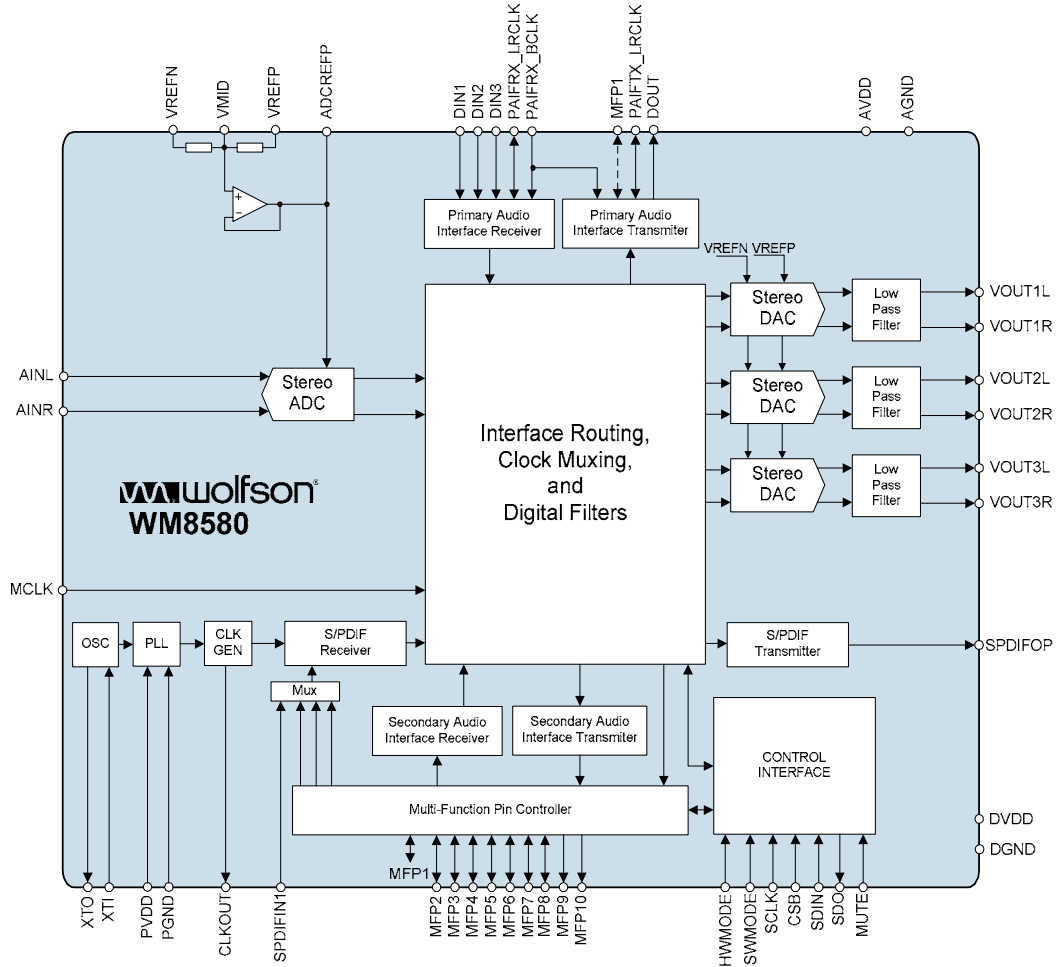 VREFN
VMID
VREFP
ADCREFP
DIN1
DIN2
DIN3
PAIFRX_LRCLK
PAIFRX_BCLK
MFP1
PAIFTX_LRCLK
DOUT
AVDD
AGND
+
−
Primary Audio
Interface Receiver
Primary Audio
Interface Transmiter
VREFN VREFP
Stereo
DAC
Low
Pass
Filter
VOUT1L
VOUT1R
AINL
AINR
Stereo
ADC
Stereo
DAC
Low
Pass
Filter
VOUT2L
VOUT2R
Interface Routing,
Clock Muxing,
and
Digital Filters
Stereo
DAC
Low
Pass
Filter
VOUT3L
VOUT3R
wolfson®
WM8580
MCLK
OSC
PLL
CLK
GEN
S/PDIF
Receiver
S/PDIF
Transmitter
SPDIFOP
Mux
Secondary Audio
Interface Receiver
Secondary Audio
Interface Transmiter
CONTROL
INTERFACE
Multi-Function Pin Controller
DVDD
DGND
MFP1
XTO
XTI
PVDD
PGND
CLKOUT
SPDIFIN1
MFP2
MFP3
MFP4
MFP5
MFP6
MFP7
MFP8
MFP9
MFP10
HWMODE
SWMODE
SCLK
CSB
SDIN
SDO
MUTE